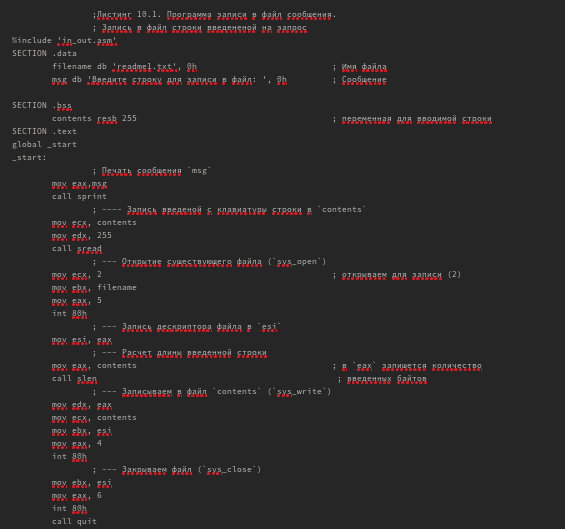 ;Листинг 10.1. Программа записи в файл сообщения.
; Запись в файл строки введененой на запрос
%include 'in_out.asm'
SECTION .data
filename db 'readme1.txt', 0h ; Имя файла
msg db 'Введите строку для записи в файл: ', 0h ; Сообщение
SECTION .bss
contents resb 255 ; переменная для вводимой строки
SECTION .text
global _start
_start:
; Печать сообщения `msg`
mov eax,msg
call sprint
; ---- Запись введеной с клавиатуры строки в `contents`
mov ecx, contents
mov edx, 255
call sread
; --- Открытие существующего файла (`sys_open`)
mov ecx, 2 ; открываем для записи (2)
mov ebx, filename
mov eax, 5
int 80h
; --- Запись дескриптора файла в `esi`
mov esi, eax
; --- Расчет длины введенной строки
mov eax, contents ; в `eax` запишется количество
call slen ; введенных байтов
; --- Записываем в файл `contents` (`sys_write`)
mov edx, eax
mov ecx, contents
mov ebx, esi
mov eax, 4
int 80h
; --- Закрываем файл (`sys_close`)
mov ebx, esi
mov eax, 6
int 80h
call quit